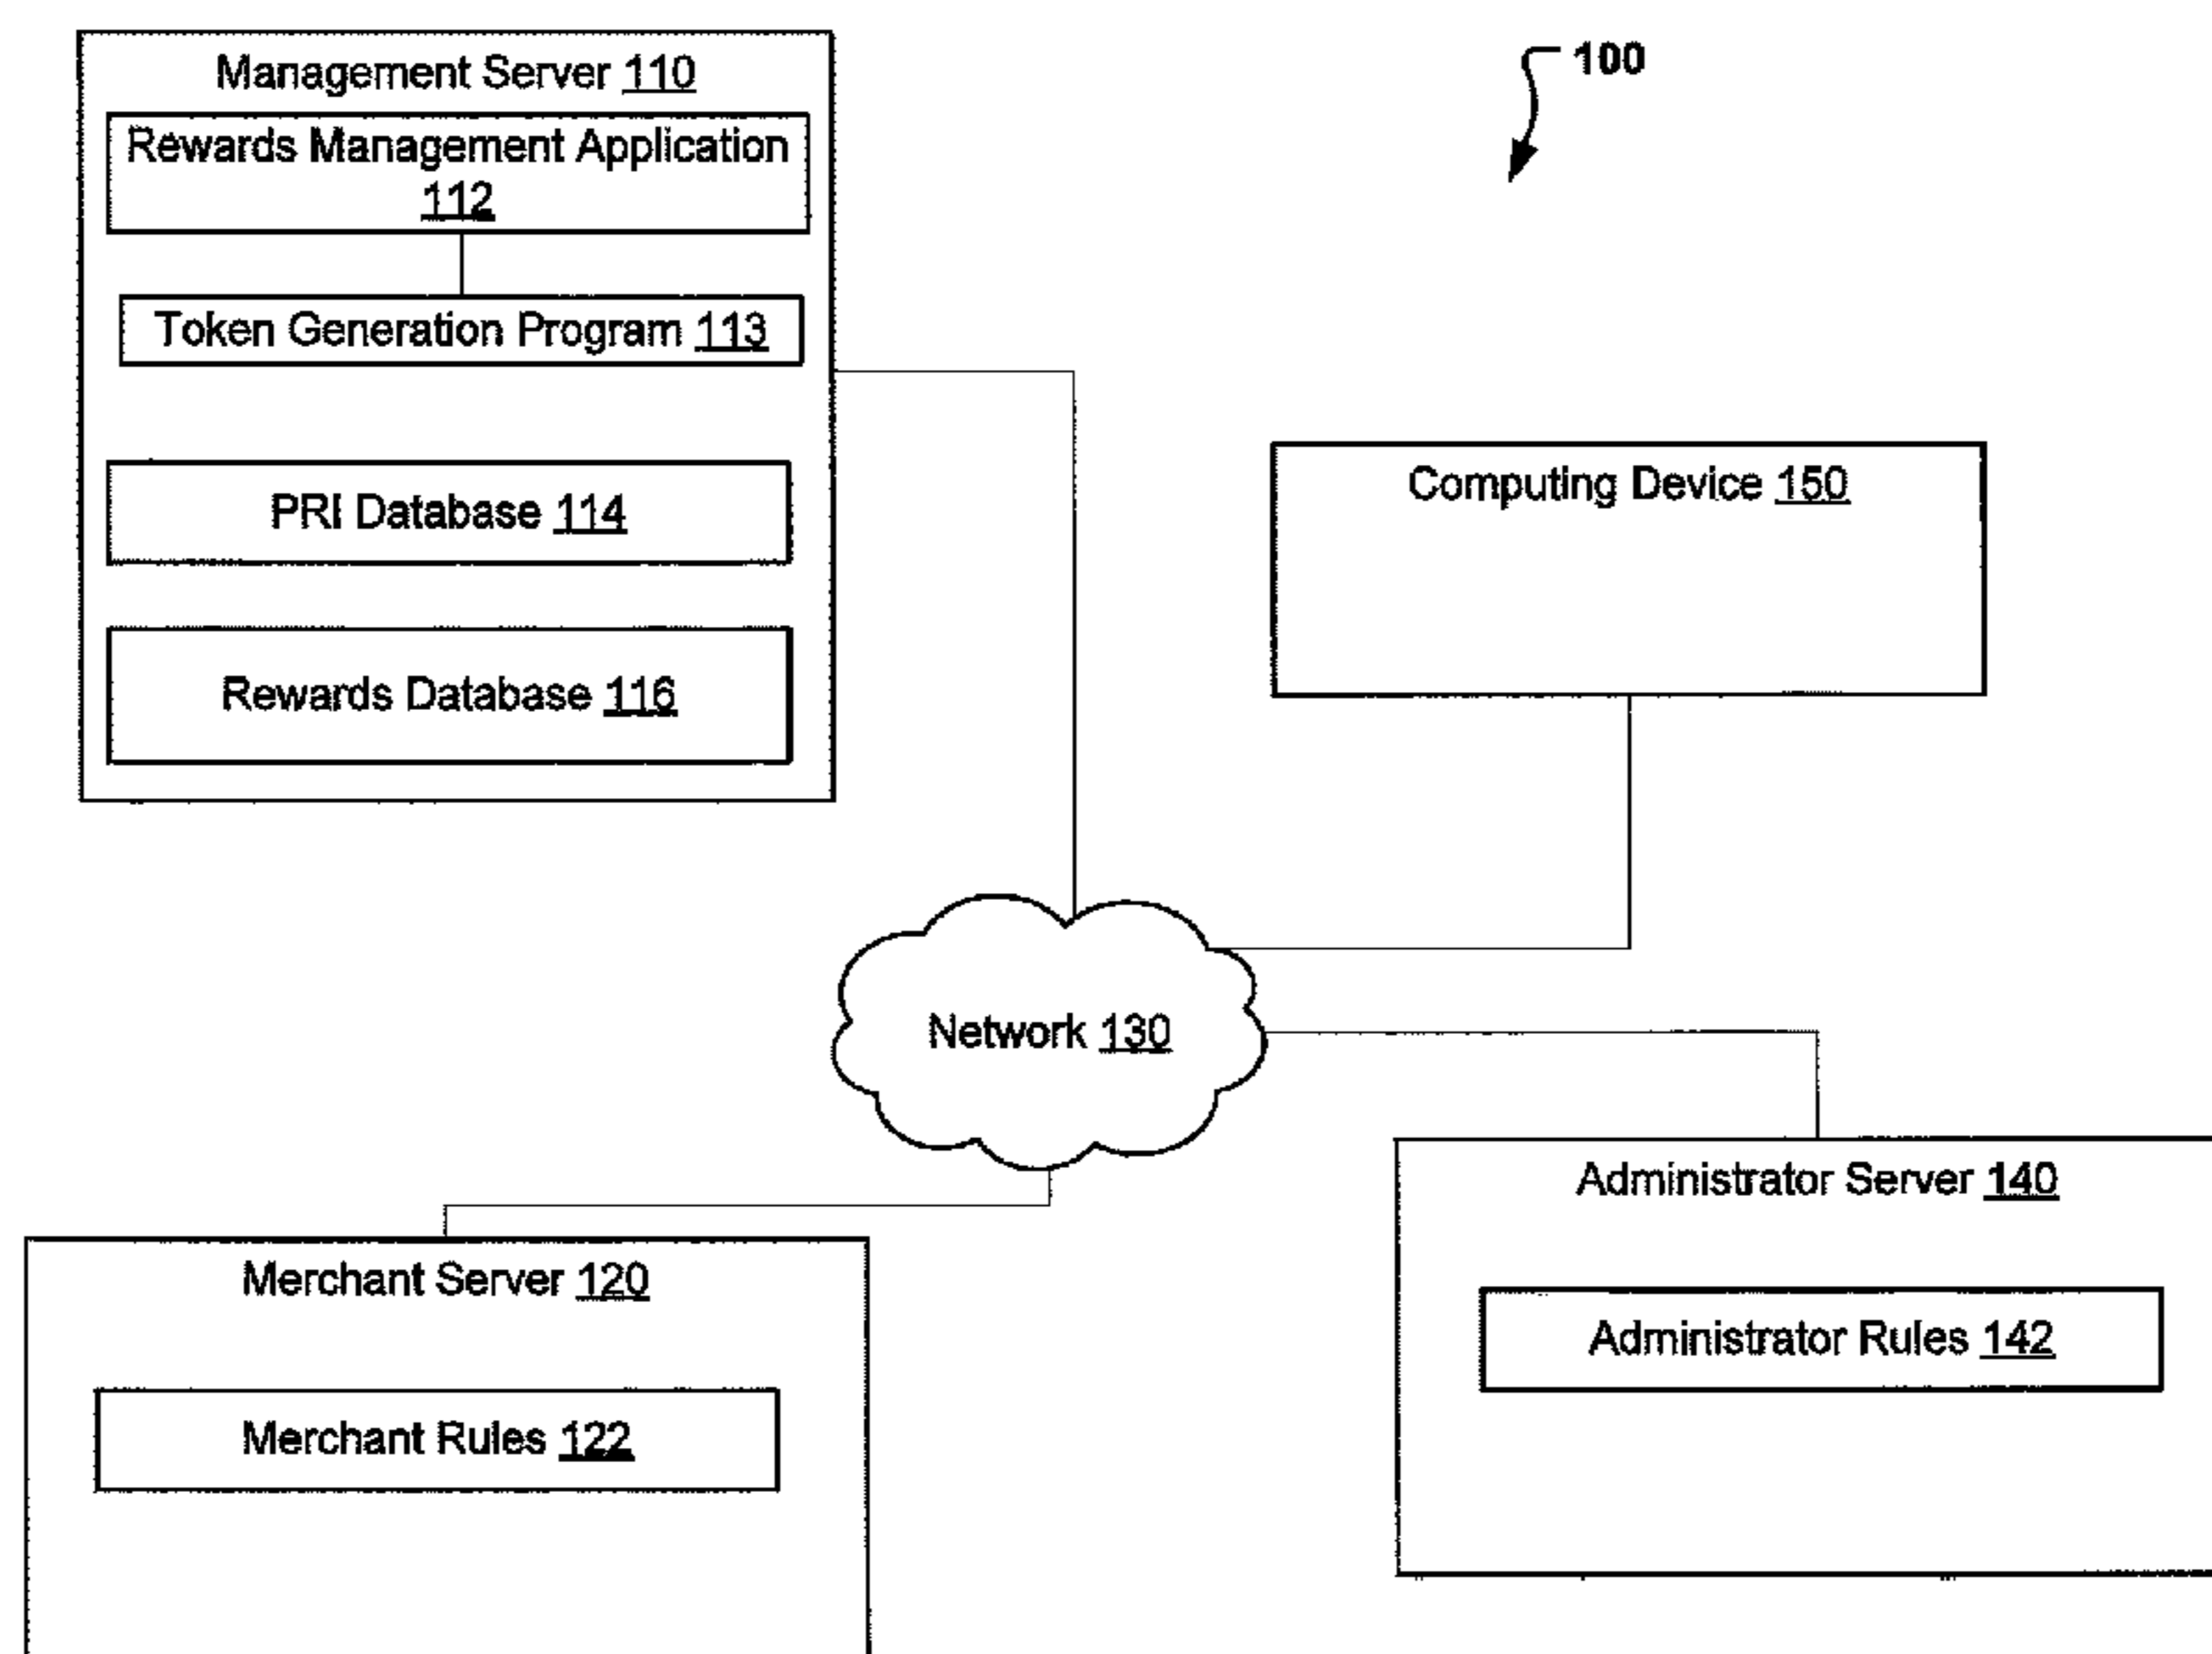 Management Server 110
100
Rewards Management Application
112
Token Generation Program 113
PRI Database 114
Rewards Database 116
Computing Device 150
Network 130
Administrator Server 140
Administrator Rules 142
Merchant Server 120
Merchant Rules 122